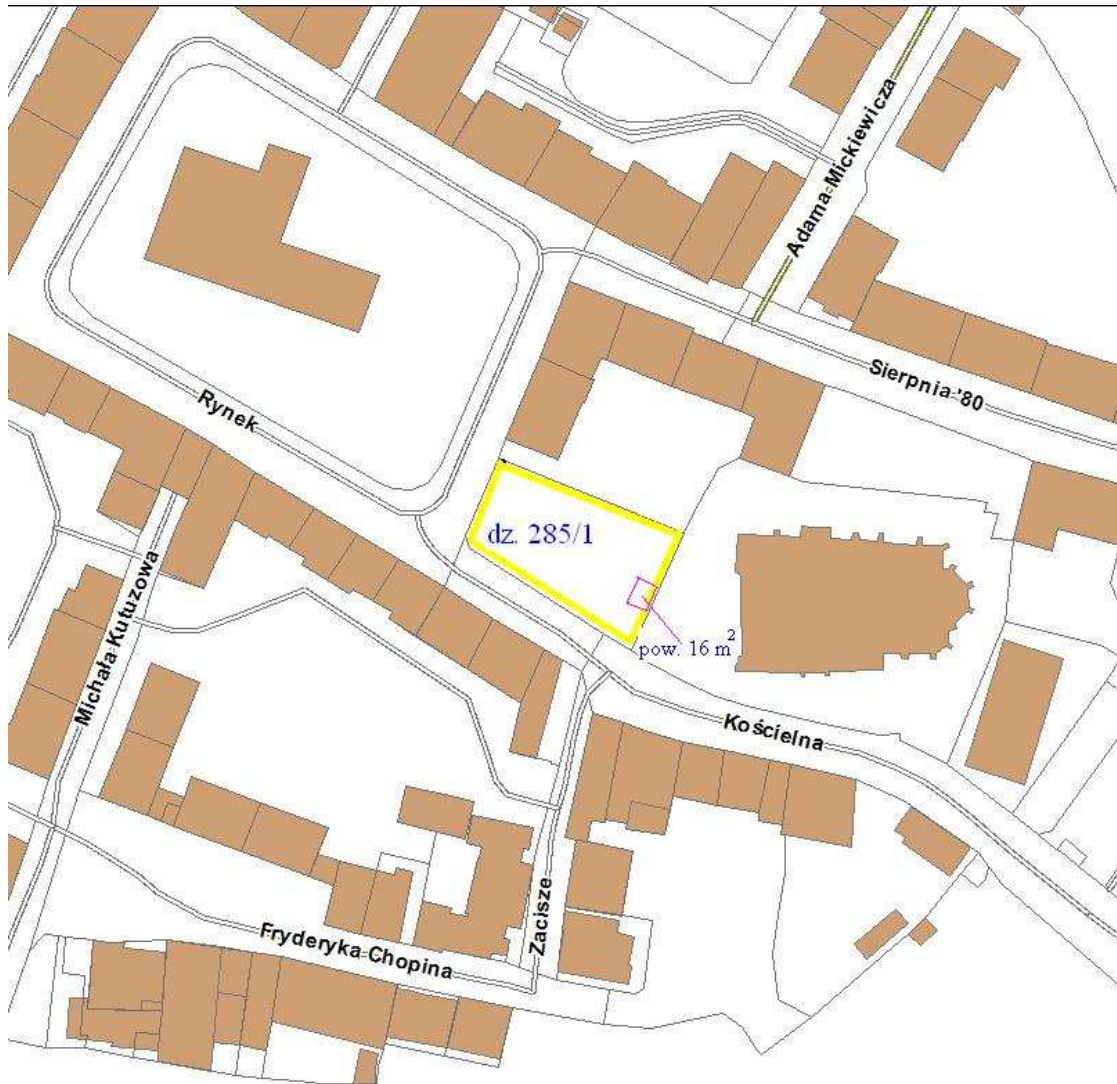 Adama Mickiewicza
Sierpnia '80
Rynek
dz. 285/1
pow. 16 m²
Michała Kutuzowa
Kościelna
Zacisze
Fryderyka Chopina